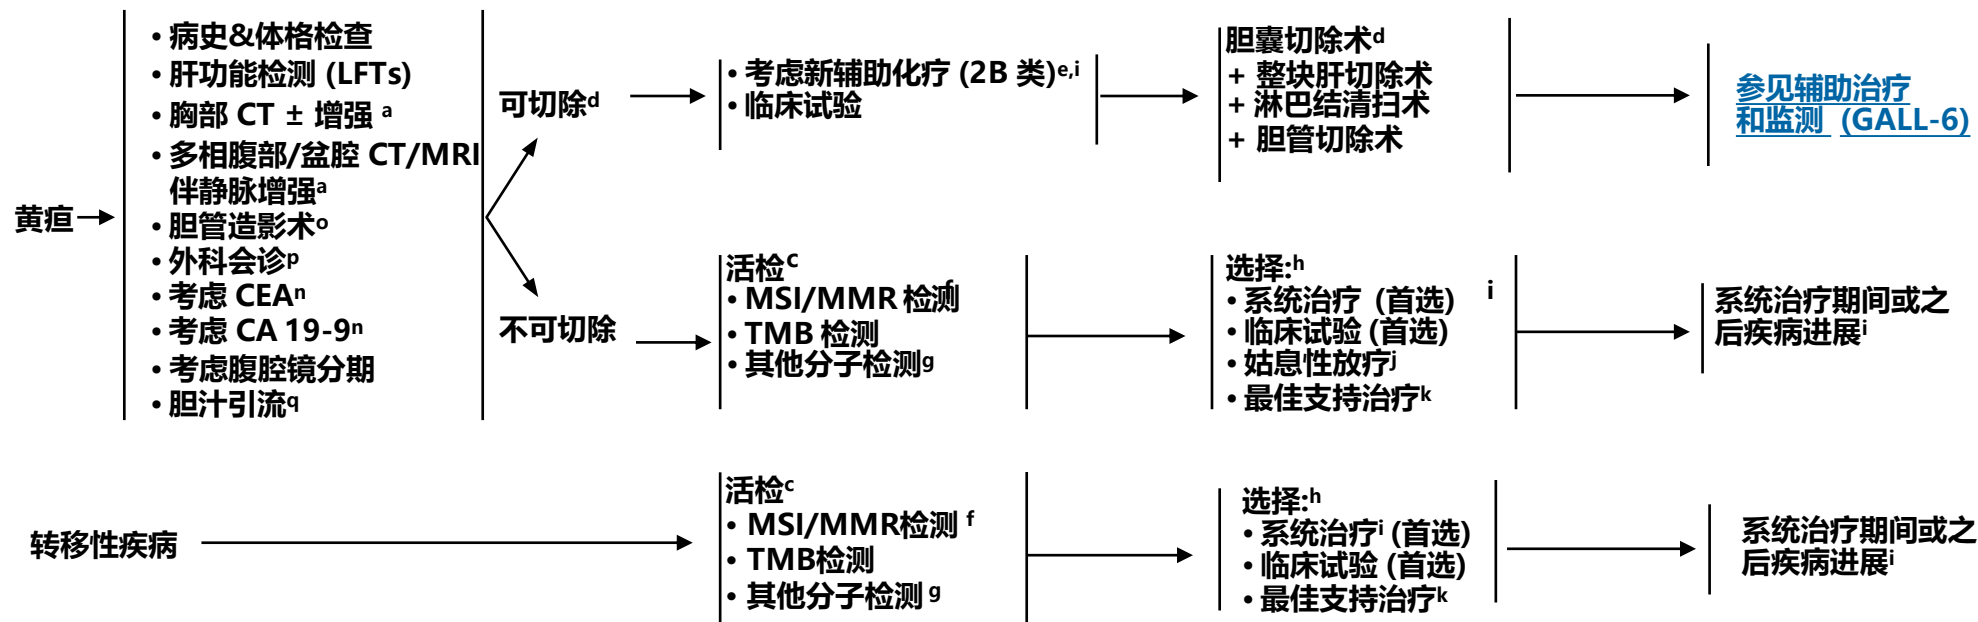 黄疸
• 病史&体格检查
• 肝功能检测 (LFTs)
• 胸部 CT ± 增强 a
• 多相腹部/盆腔 CT/MRI
伴静脉增强a
• 胆管造影术o
• 外科会诊p
• 考虑 CEAn
• 考虑 CA 19-9n
• 考虑腹腔镜分期
• 胆汁引流q
可切除d
• 考虑新辅助化疗 (2B 类)e,i
• 临床试验
胆囊切除术d
+ 整块肝切除术
+ 淋巴结清扫术
+ 胆管切除术
参见辅助治疗
和监测 (GALL-6)
不可切除
活检c
• MSI/MMR 检测f
• TMB 检测
• 其他分子检测g
选择:h
• 系统治疗 (首选) i
• 临床试验 (首选)
• 姑息性放疗j
• 最佳支持治疗k
系统治疗期间或之
后疾病进展i
转移性疾病
活检c
• MSI/MMR检测 f
• TMB检测
• 其他分子检测 g
选择:h
• 系统治疗i (首选)
• 临床试验 (首选)
• 最佳支持治疗k
系统治疗期间或之
后疾病进展i